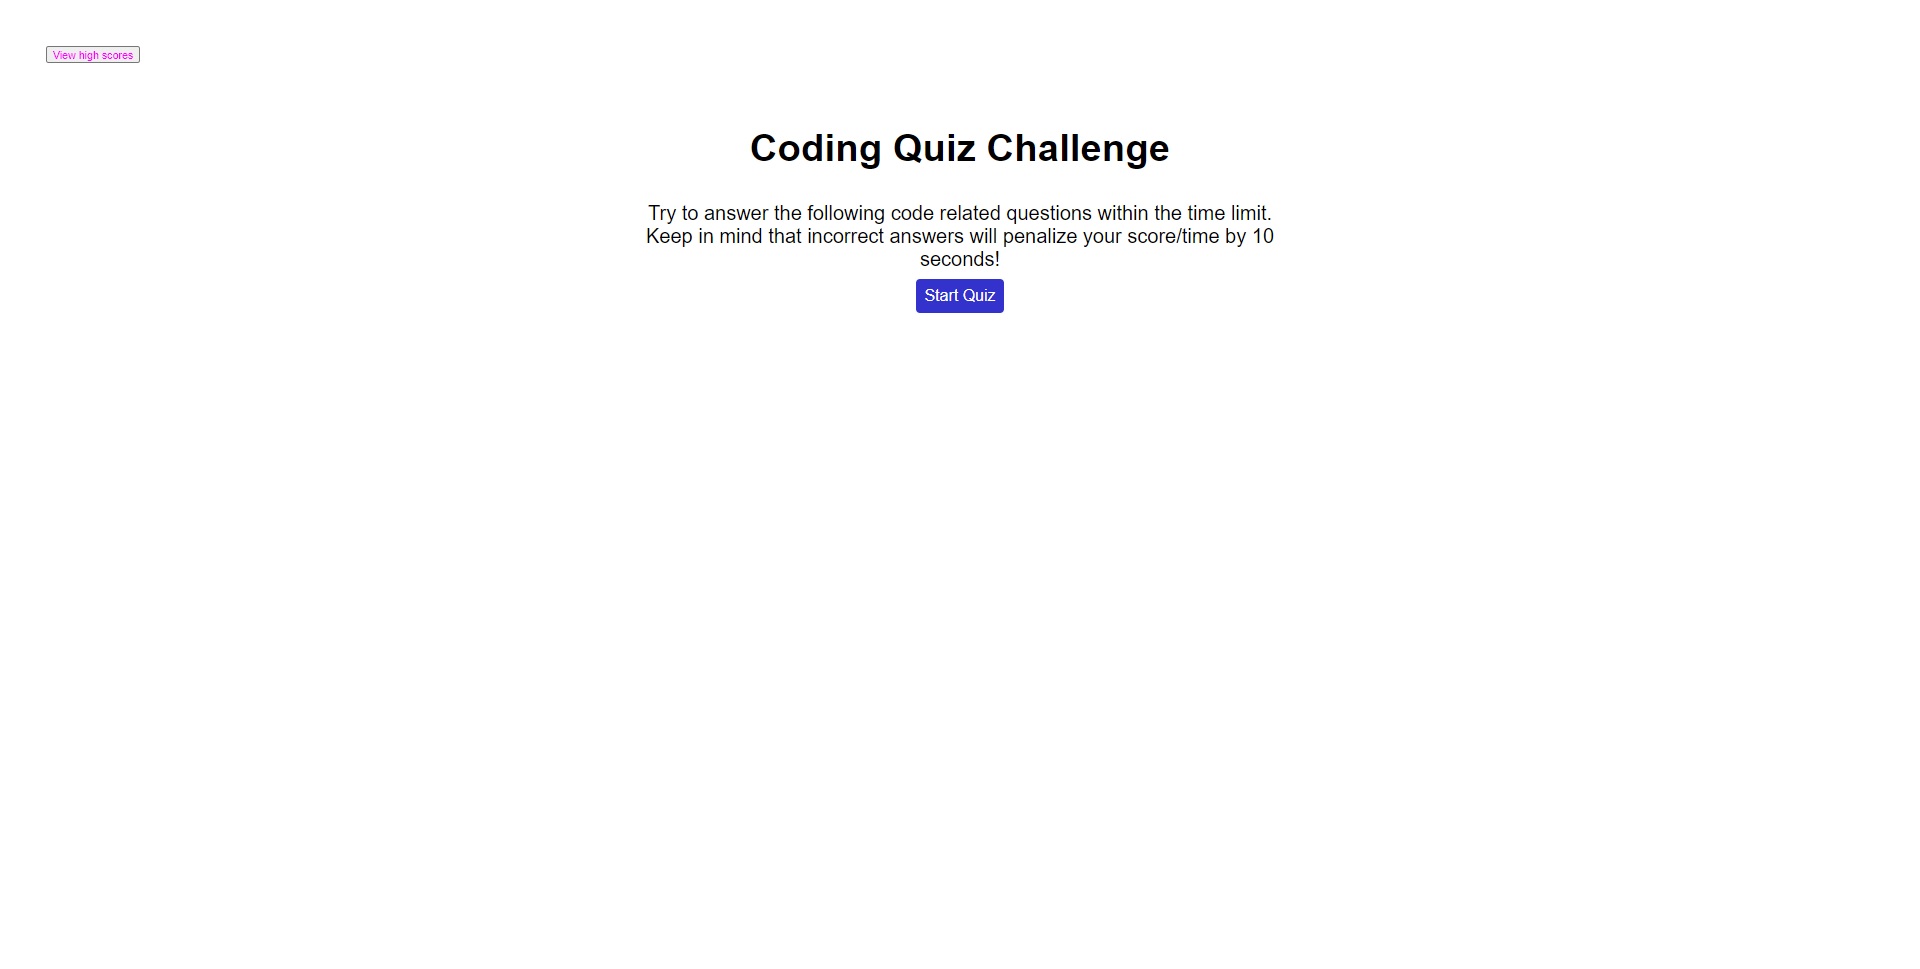 View high scores
Coding Quiz Challenge
Try to answer the following code related questions within the time limit.
Keep in mind that incorrect answers will penalize your score/time by 10
seconds!
Start Quiz